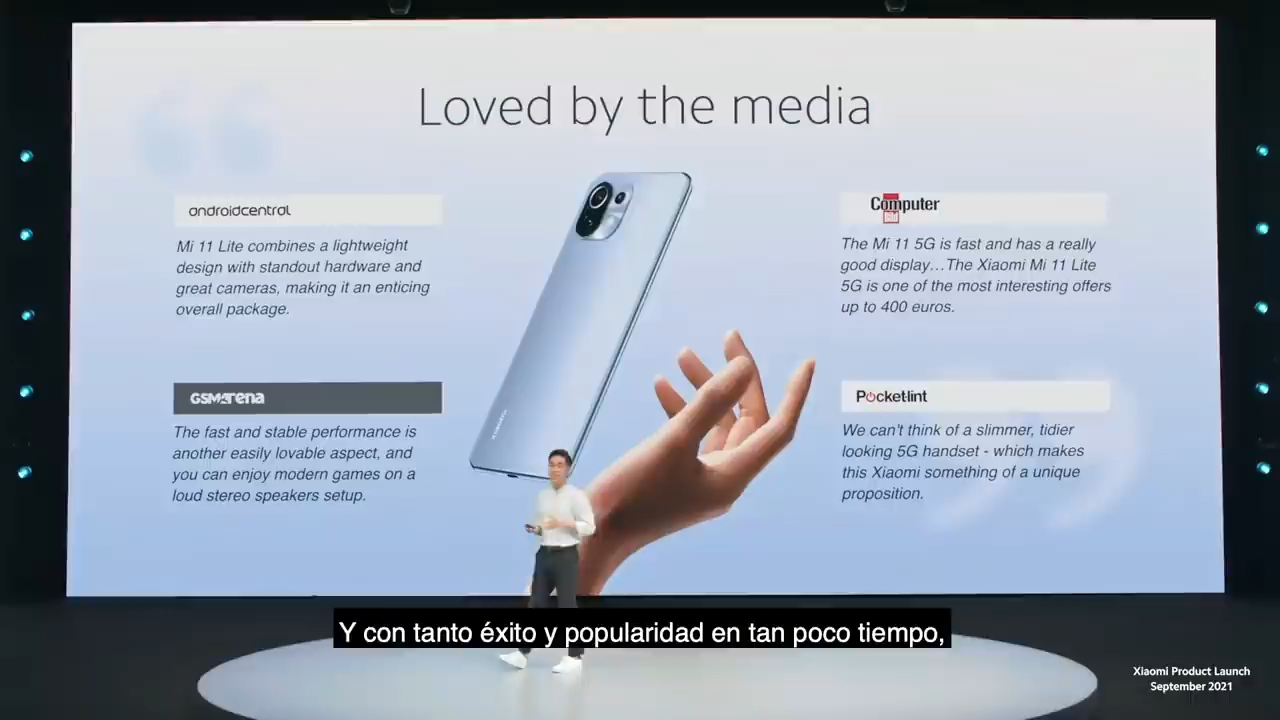 Loved by the media
androidcentral
Mi 11 Lite combines a lightweight
design with standout hardware and
great cameras, making it an enticing
overall package.
GSMArena
The fast and stable performance is
another easily lovable aspect, and
you can enjoy modern games on a
loud stereo speakers setup.
Computer
Bild
The Mi 11 5G is fast and has a really
good display…The Xiaomi Mi 11 Lite
5G is one of the most interesting offers
up to 400 euros.
Pocket-lint
We can't think of a slimmer, tidier
looking 5G handset - which makes
this Xiaomi something of a unique
proposition.
XIAOMI
Y con tanto éxito y popularidad en tan poco tiempo,
Xiaomi Product Launch
September 2021